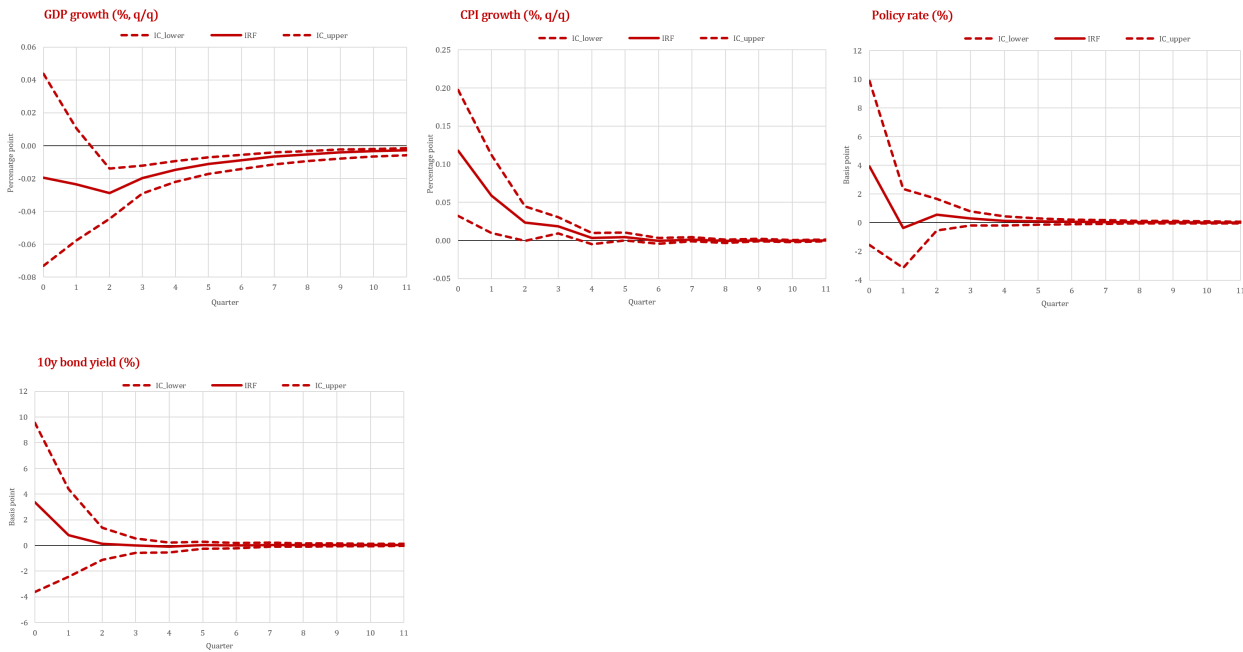 GDP growth (%, q/q)
IC_lower IRF IC_upper
0.06
0.04
0.02
0.00
-0.02
-0.04
-0.06
-0.08
Percentage point
0 1 2 3 4 5 6 7 8 9 10 11
Quarter
CPI growth (%, q/q)
IC_lower IRF IC_upper
0.25
0.20
0.15
0.10
0.05
0.00
-0.05
Percentage point
0 1 2 3 4 5 6 7 8 9 10 11
Quarter
Policy rate (%)
IC_lower IRF IC_upper
12
10
8
6
4
2
0
-2
-4
Basis point
0 1 2 3 4 5 6 7 8 9 10 11
Quarter
10y bond yield (%)
IC_lower IRF IC_upper
12
10
8
6
4
2
0
-2
-4
-6
Basis point
0 1 2 3 4 5 6 7 8 9 10 11
Quarter